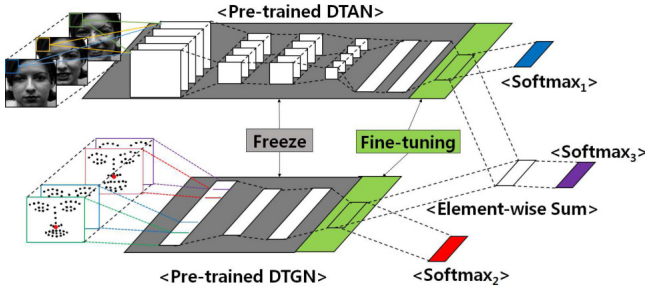 <Pre-trained DTAN>
<Softmax1>
Freeze
Fine-tuning
<Softmax3>
<Element-wise Sum>
<Pre-trained DTGN>
<Softmax2>